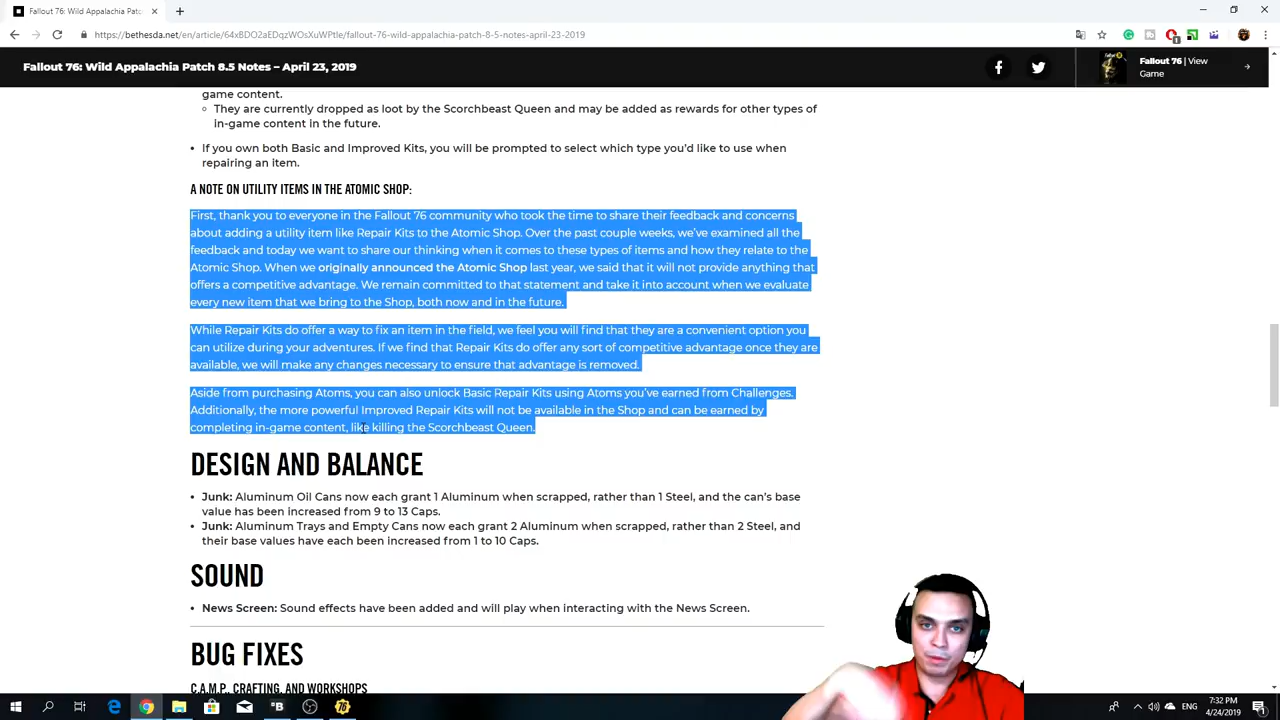 Fallout 76: Wild Appalachia Patc
https://bethesda.net/en/article/64xBDO2aEDqzWOsXuWPtle/fallout-76-wild-appalachia-patch-8-5-notes-april-23-2019
Fallout 76: Wild Appalachia Patch 8.5 Notes – April 23, 2019
Fallout 76 | View
Game
game content.
They are currently dropped as loot by the Scorchbeast Queen and may be added as rewards for other types of
in-game content in the future.
If you own both Basic and Improved Kits, you will be prompted to select which type you'd like to use when
repairing an item.
A NOTE ON UTILITY ITEMS IN THE ATOMIC SHOP:
First, thank you to everyone in the Fallout 76 community who took the time to share their feedback and concerns
about adding a utility item like Repair Kits to the Atomic Shop. Over the past couple weeks, we've examined all the
feedback and today we want to share our thinking when it comes to these types of items and how they relate to the
Atomic Shop. When we originally announced the Atomic Shop last year, we said that it will not provide anything that
offers a competitive advantage. We remain committed to that statement and take it into account when we evaluate
every new item that we bring to the Shop, both now and in the future.
While Repair Kits do offer a way to fix an item in the field, we feel you will find that they are a convenient option you
can utilize during your adventures. If we find that Repair Kits do offer any sort of competitive advantage once they are
available, we will make any changes necessary to ensure that advantage is removed.
Aside from purchasing Atoms, you can also unlock Basic Repair Kits using Atoms you've earned from Challenges.
Additionally, the more powerful Improved Repair Kits will not be available in the Shop and can be earned by
completing in-game content, like killing the Scorchbeast Queen.
DESIGN AND BALANCE
Junk: Aluminum Oil Cans now each grant 1 Aluminum when scrapped, rather than 1 Steel, and the can's base
value has been increased from 9 to 13 Caps.
Junk: Aluminum Trays and Empty Cans now each grant 2 Aluminum when scrapped, rather than 2 Steel, and
their base values have each been increased from 1 to 10 Caps.
SOUND
News Screen: Sound effects have been added and will play when interacting with the News Screen.
BUG FIXES
C.A.M.P., CRAFTING, AND WORKSHOPS
ENG
7:32 PM
4/24/2019